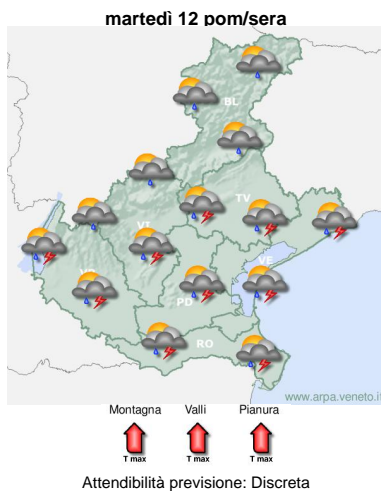 martedì 12 pom/sera
BL
TV
VI
VE
PD
RO
www.arpa.veneto.it
Montagna Valli Pianura
T max T max T max
Attendibilità previsione: Discreta